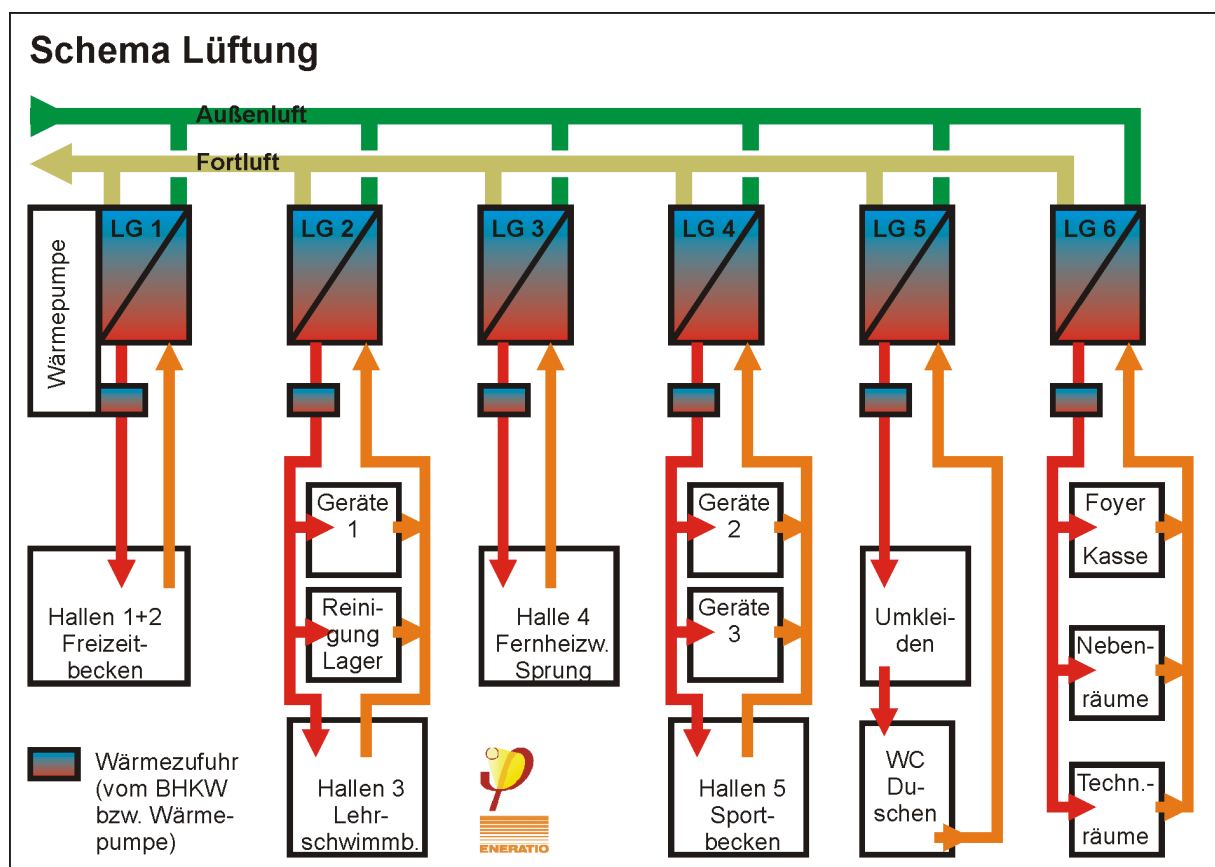 Schema Lüftung
Außenluft
Fortluft
Wärmepumpe
LG 1
LG 2
LG 3
LG 4
LG 5
LG 6
Hallen 1+2
Freizeit-
becken
Geräte
1
Reini-
gung
Lager
Hallen 3
Lehr-
schwimmb.
Halle 4
Fernheizw.
Sprung
Geräte
2
Geräte
3
Hallen 5
Sport-
becken
Umklei-
den
WC
Du-
schen
Foyer
Kasse
Neben-
räume
Techn.-
räume
Wärmezufuhr
(vom BHKW
bzw. Wärme-
pumpe)
ENERATIO